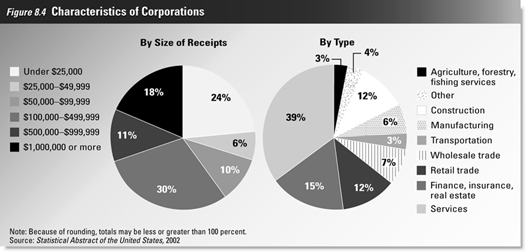 Figure 8.4 Characteristics of Corporations
By Size of Receipts
Under $25,000
$25,000–$49,999
$50,000–$99,999
$100,000–$499,999
$500,000–$999,999
$1,000,000 or more
24%
6%
10%
30%
11%
18%
By Type
3%
4%
12%
6%
3%
7%
12%
15%
39%
Agriculture, forestry,
fishing services
Other
Construction
Manufacturing
Transportation
Wholesale trade
Retail trade
Finance, insurance,
real estate
Services
Note: Because of rounding, totals may be less or greater than 100 percent.
Source: Statistical Abstract of the United States, 2002